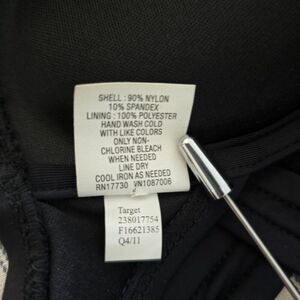 SHELL : 90% NYLON
10% SPANDEX
LINING : 100% POLYESTER
HAND WASH COLD
WITH LIKE COLORS
ONLY NON-
CHLORINE BLEACH
WHEN NEEDED
LINE DRY
COOL IRON AS NEEDED
RN17730 VN1087006
Target
238017754
F16621385
Q4/11